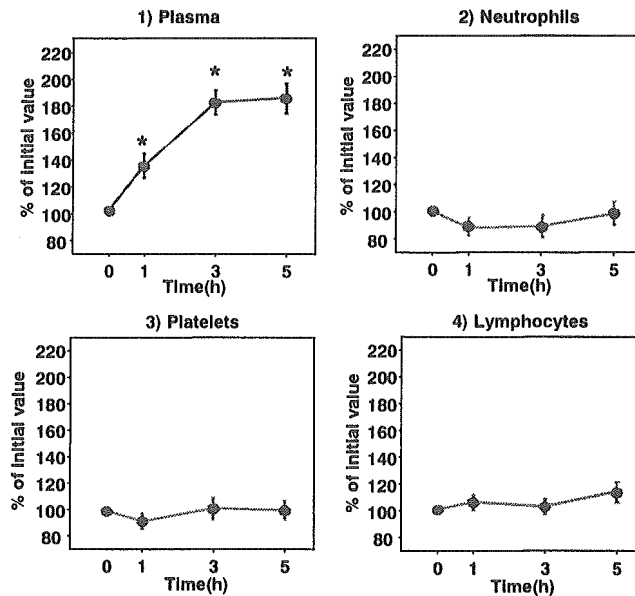 1) Plasma
% of initial value
220
200
180
160
140
120
100
80
*
*
*
0 1 3 5
Time(h)
2) Neutrophils
% of initial value
220
200
180
160
140
120
100
80
0 1 3 5
Time(h)
3) Platelets
% of initial value
220
200
180
160
140
120
100
80
0 1 3 5
Time(h)
4) Lymphocytes
% of initial value
220
200
180
160
140
120
100
80
0 1 3 5
Time(h)